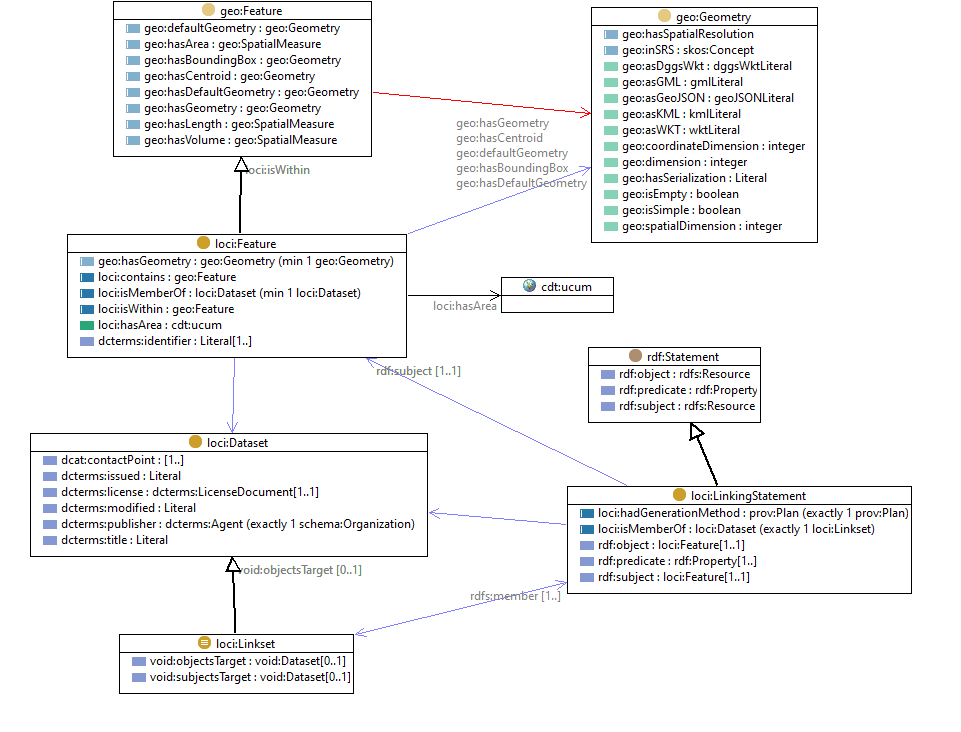 geo:Feature
geo:defaultGeometry : geo:Geometry
geo:hasArea : geo:SpatialMeasure
geo:hasBoundingBox : geo:Geometry
geo:hasCentroid : geo:Geometry
geo:hasDefaultGeometry : geo:Geometry
geo:hasGeometry : geo:Geometry
geo:hasLength : geo:SpatialMeasure
geo:hasVolume : geo:SpatialMeasure
geo:Geometry
geo:hasSpatialResolution
geo:inSRS : skos:Concept
geo:asDggsWkt : dggsWktLiteral
geo:asGML : gmlLiteral
geo:asGeoJSON : geoJSONLiteral
geo:asKML : kmlLiteral
geo:asWKT : wktLiteral
geo:coordinateDimension : integer
geo:dimension : integer
geo:hasSerialization : Literal
geo:isEmpty : boolean
geo:isSimple : boolean
geo:spatialDimension : integer
geo:hasGeometry
geo:hasCentroid
geo:defaultGeometry
geo:hasBoundingBox
geo:hasDefaultGeometry
loci:isWithin
loci:Feature
geo:hasGeometry : geo:Geometry (min 1 geo:Geometry)
loci:contains : geo:Feature
loci:isMemberOf : loci:Dataset (min 1 loci:Dataset)
loci:isWithin : geo:Feature
loci:hasArea : cdt:ucum
dcterms:identifier : Literal[1..]
cdt:ucum
loci:hasArea
rdf:subject [1..1]
rdf:Statement
rdf:object : rdfs:Resource
rdf:predicate : rdf:Property
rdf:subject : rdfs:Resource
loci:Dataset
dcat:contactPoint : [1..]
dcterms:issued : Literal
dcterms:license : dcterms:LicenseDocument[1..1]
dcterms:modified : Literal
dcterms:publisher : dcterms:Agent (exactly 1 schema:Organization)
dcterms:title : Literal
loci:LinkingStatement
loci:hadGenerationMethod : prov:Plan (exactly 1 prov:Plan)
loci:isMemberOf : loci:Dataset (exactly 1 loci:Linkset)
rdf:object : loci:Feature[1..1]
rdf:predicate : rdf:Property[1..]
rdf:subject : loci:Feature[1..1]
void:objectsTarget [0..1]
rdfs:member [1..]
loci:Linkset
void:objectsTarget : void:Dataset[0..1]
void:subjectsTarget : void:Dataset[0..1]